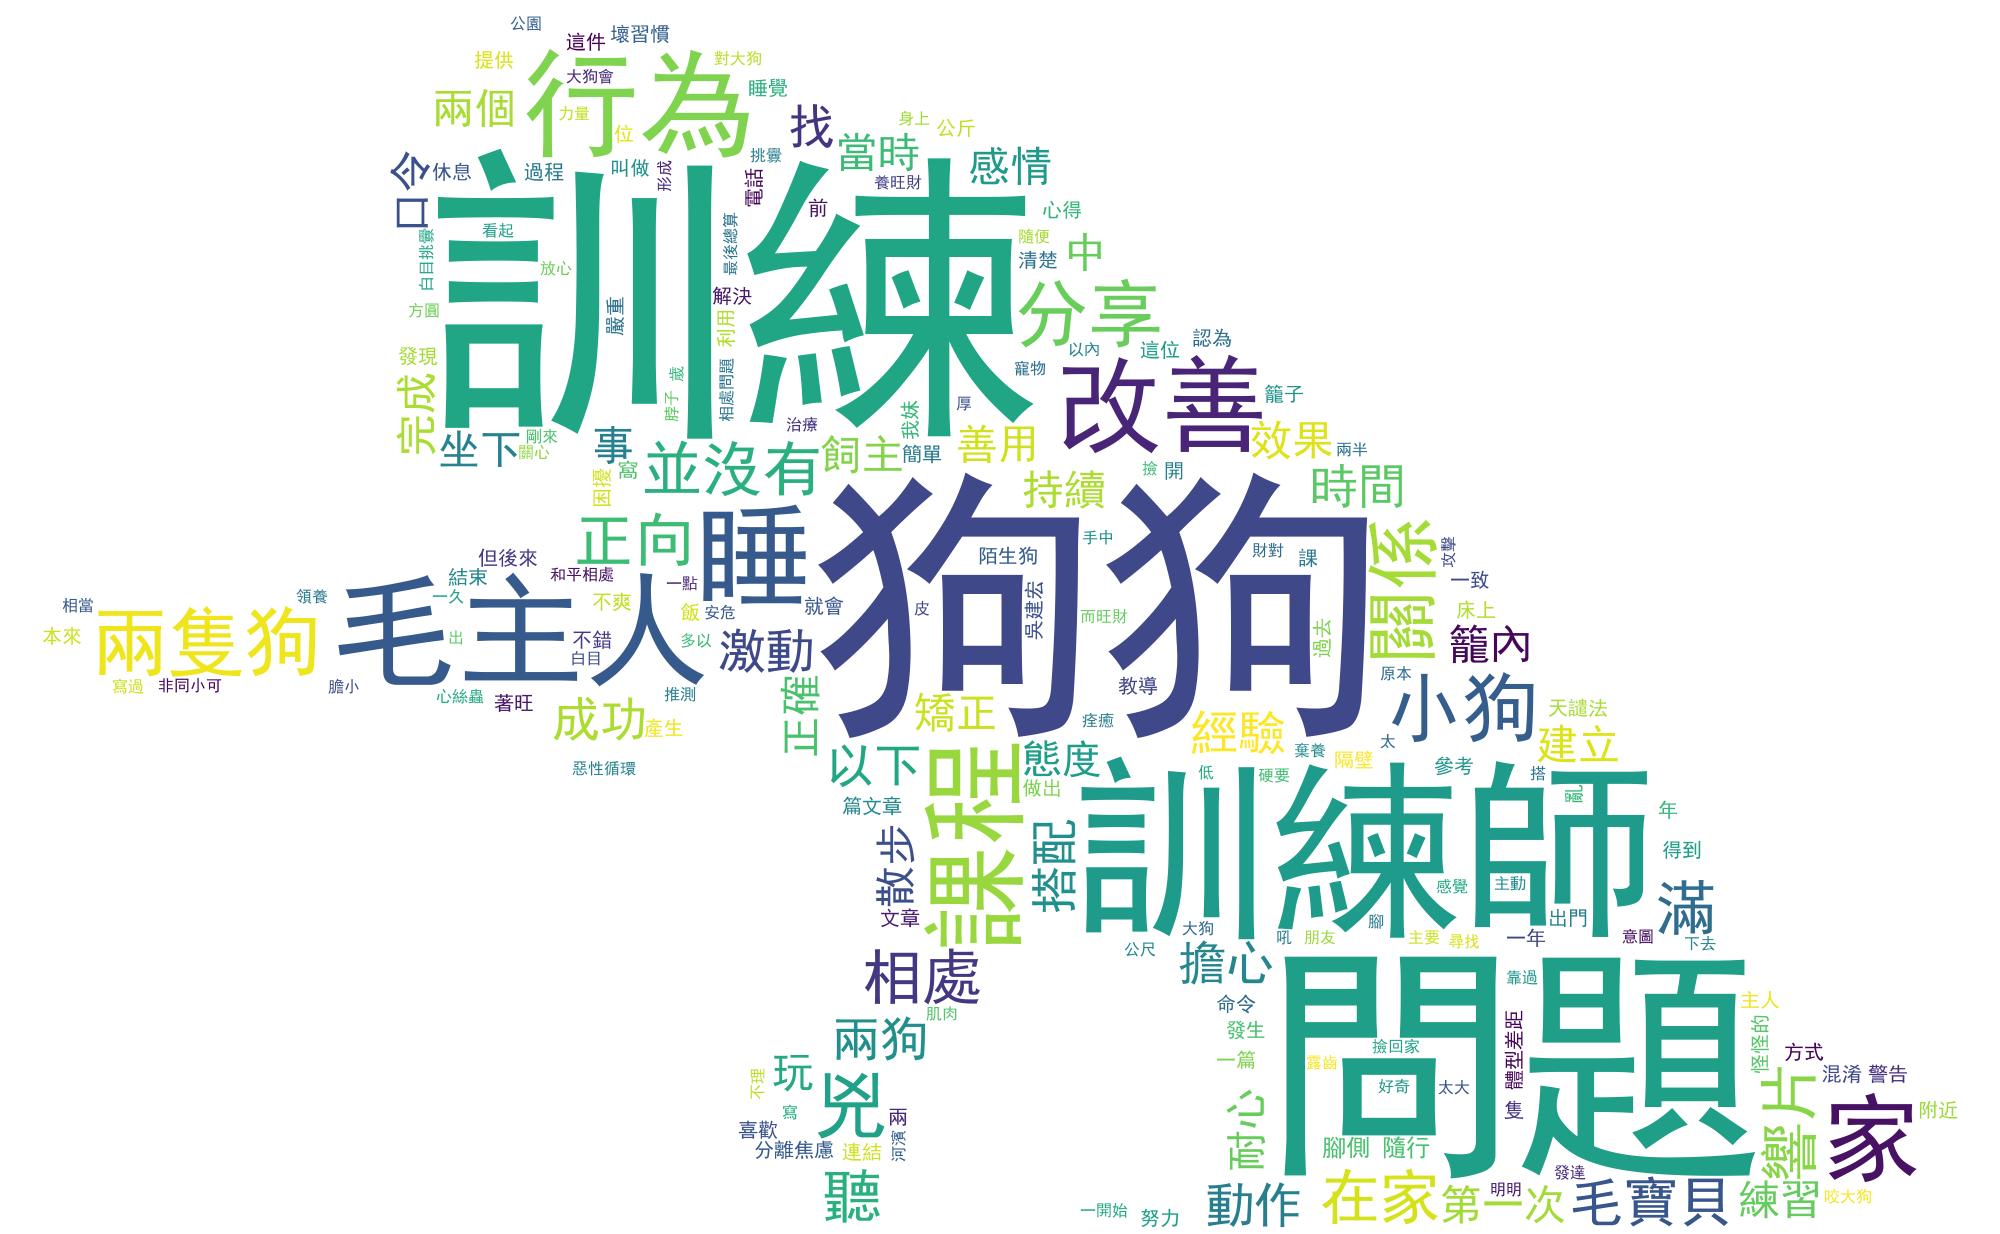 公園
這件
壞習慣
提供
行為
對大狗
大狗會
睡覺
兩個
力量
位
找
身上
公斤
當時
感情
口令
休息
過程
叫做
形成
挑釁
電話
養旺財
前
心得
訓練
看起
最後總算
隨便
中
清楚
白目挑釁
放心
嚴重
解決
分享
方圓
利用
發現
歲
相處問題
寵物
以內
這位
認為
完成
脖子
改善
籠子
厚
我妹
治療
坐下
剛來
關心
事
並沒有
飼主
簡單
善用
效果
兩半
窩
困擾
持續
撿
開
時間
正向
睡
狗狗
手中
陌生狗
財對
課
關係
攻擊
但後來
結束
和平相處
一點
一致
相當
領養
一久
不爽
飯
安危
就會
皮
吳建宏
而旺財
床上
本來
兩隻狗
毛主人
出
不錯
白目
多以
激動
過去
籠內
寫過
非同小可
膽小
心絲蟲
著旺
推測
教導
原本
小狗
成功
產生
正確
矯正
痊癒
經驗
天譴法
惡性循環
以下
態度
棄養
太
隔壁
建立
做出
低
硬要
參考
搭
篇文章
課程
訓練師
亂
年
散步
搭配
得到
感覺
主動
文章
腳
出門
滿
大狗
吼
朋友
主要
尋找
一年
意圖
下去
相處
公尺
擔心
問題
靠過
肌肉
命令
主人
兩狗
發生
撿回家
體型差距
怪怪的
玩
一篇
露齒
方式
不理
兇
好奇
太大
混淆
警告
寫
兩
耐心
隻
響片
家
附近
喜歡
分離焦慮
連結
河濱
腳側
隨行
聽
發達
動作
在家
第一次
明明
毛寶貝
練習
咬大狗
一開始
努力